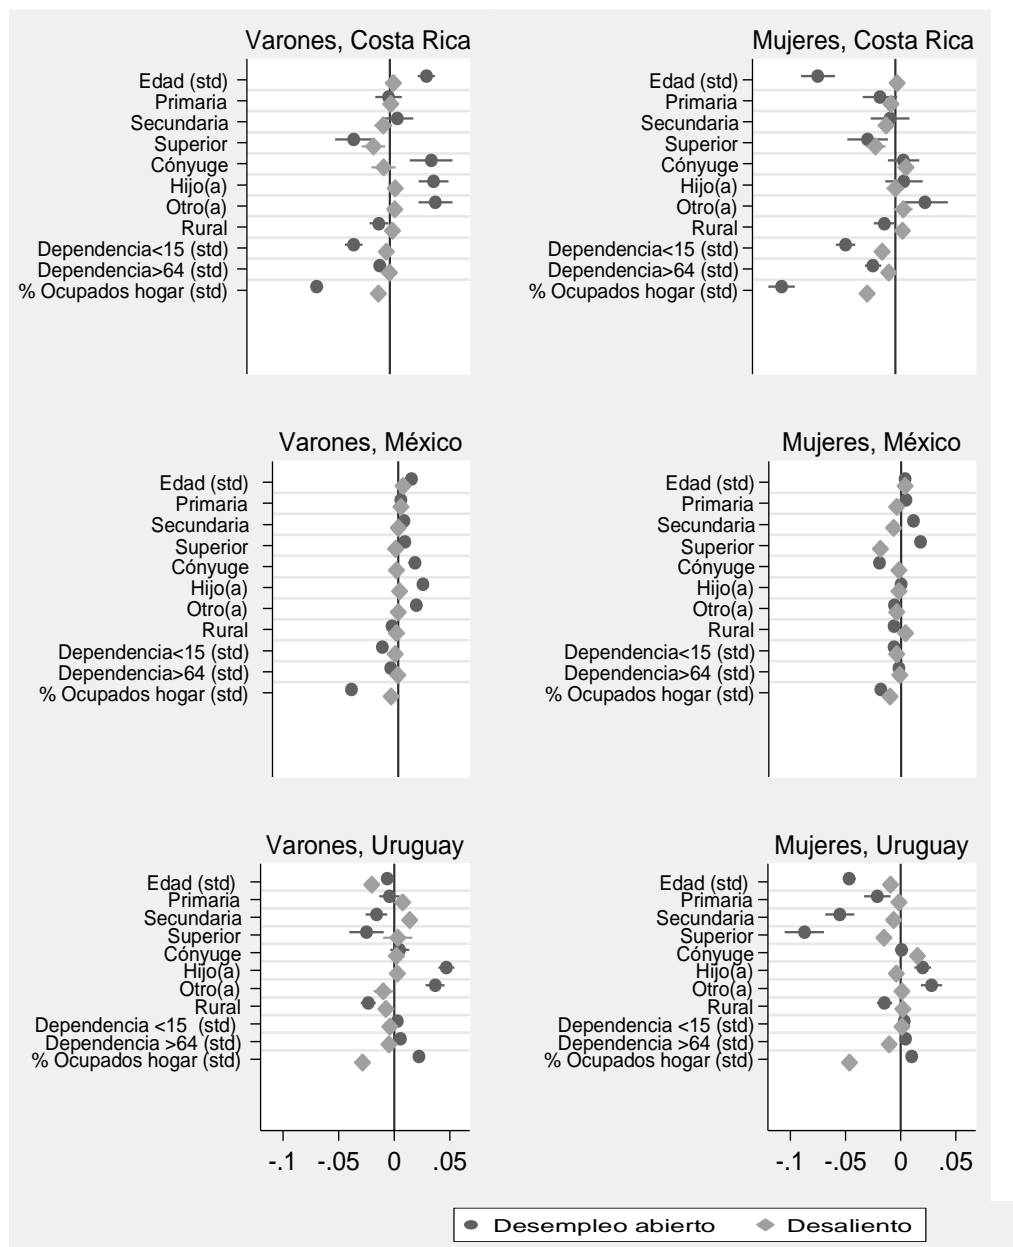 Varones, Costa Rica
Edad (std)
Primaria
Secundaria
Superior
Cónyuge
Hijo(a)
Otro(a)
Rural
Dependencia<15 (std)
Dependencia>64 (std)
% Ocupados hogar (std)
Mujeres, Costa Rica
Edad (std)
Primaria
Secundaria
Superior
Cónyuge
Hijo(a)
Otro(a)
Rural
Dependencia<15 (std)
Dependencia>64 (std)
% Ocupados hogar (std)
Varones, México
Edad (std)
Primaria
Secundaria
Superior
Cónyuge
Hijo(a)
Otro(a)
Rural
Dependencia<15 (std)
Dependencia>64 (std)
% Ocupados hogar (std)
Mujeres, México
Edad (std)
Primaria
Secundaria
Superior
Cónyuge
Hijo(a)
Otro(a)
Rural
Dependencia<15 (std)
Dependencia>64 (std)
% Ocupados hogar (std)
Varones, Uruguay
Edad (std)
Primaria
Secundaria
Superior
Cónyuge
Hijo(a)
Otro(a)
Rural
Dependencia <15 (std)
Dependencia >64 (std)
% Ocupados hogar (std)
-.1 -.05 0 .05
Mujeres, Uruguay
Edad (std)
Primaria
Secundaria
Superior
Cónyuge
Hijo(a)
Otro(a)
Rural
Dependencia <15 (std)
Dependencia >64 (std)
% Ocupados hogar (std)
-.1 -.05 0 .05
Desempleo abierto Desaliento